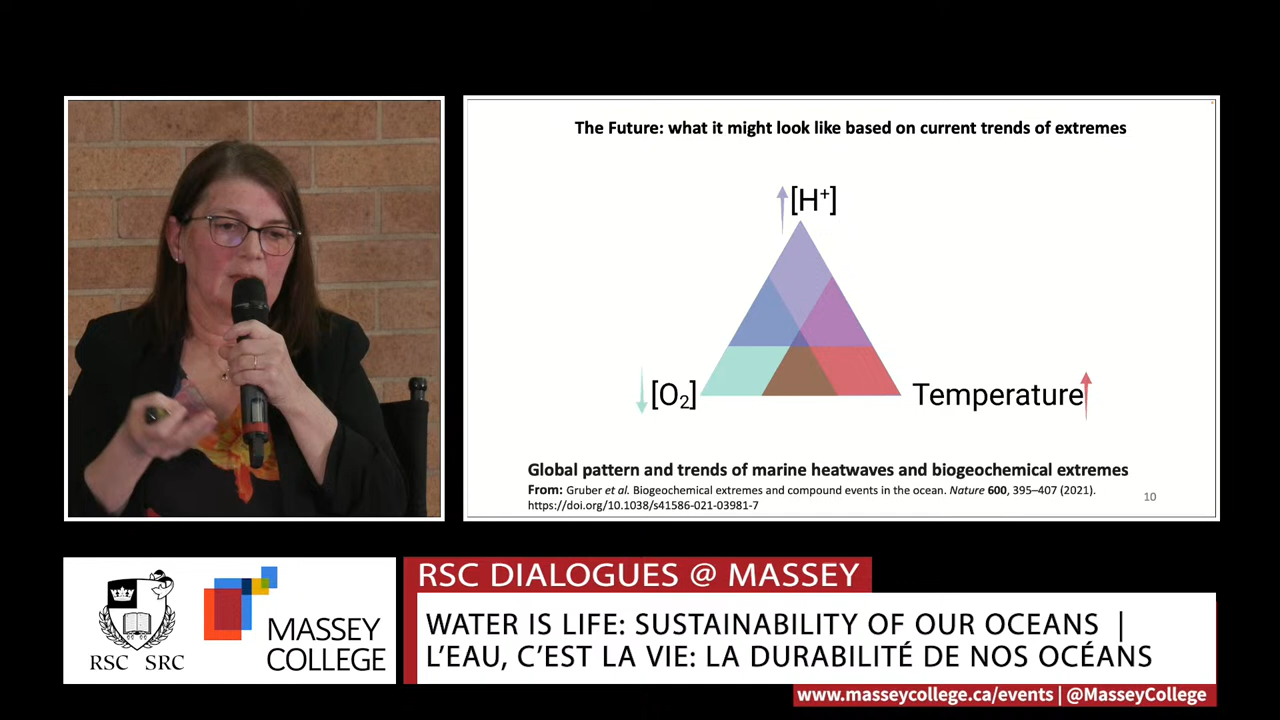 The Future: what it might look like based on current trends of extremes
[H+]
[O2]
Temperature
Global pattern and trends of marine heatwaves and biogeochemical extremes
From: Gruber et al. Biogeochemical extremes and compound events in the ocean. Nature 600, 395–407 (2021).
https://doi.org/10.1038/s41586-021-03981-7
10
RSC SRC
MASSEY
COLLEGE
RSC DIALOGUES @ MASSEY
WATER IS LIFE: SUSTAINABILITY OF OUR OCEANS |
L’EAU, C’EST LA VIE: LA DURABILITÉ DE NOS OCÉANS
www.masseycollege.ca/events | @MasseyCollege